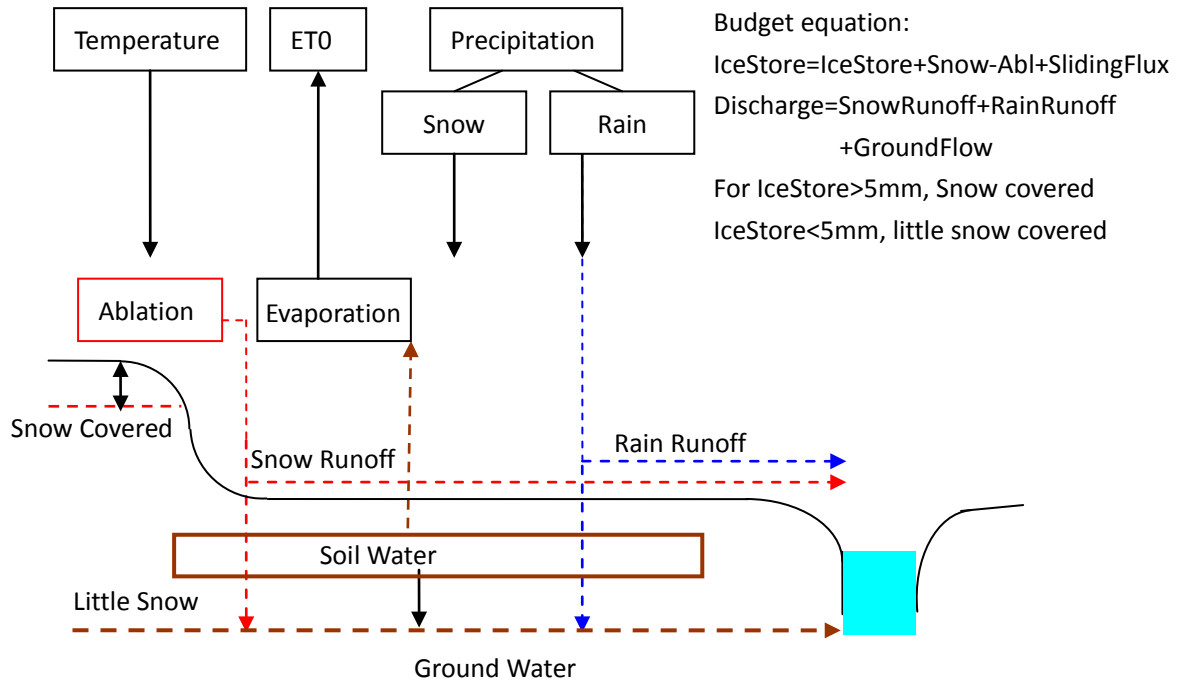 Temperature
ET0
Precipitation
Snow
Rain
Budget equation:
IceStore=IceStore+Snow-Abl+SlidingFlux
Discharge=SnowRunoff+RainRunoff
+GroundFlow
For IceStore>5mm, Snow covered
IceStore<5mm, little snow covered
Ablation
Evaporation
Snow Covered
Snow Runoff
Rain Runoff
Soil Water
Little Snow
Ground Water